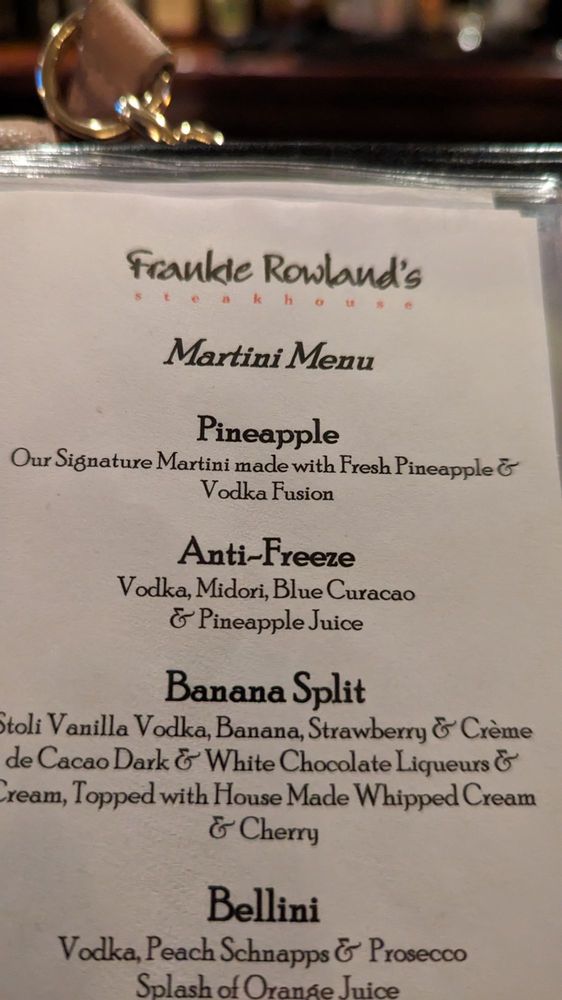 Frankie Rowland's
steakhouse
Martini Menu
Pineapple
Our Signature Martini made with Fresh Pineapple &
Vodka Fusion
Anti-Freeze
Vodka, Midori, Blue Curacao
& Pineapple Juice
Banana Split
Stoli Vanilla Vodka, Banana, Strawberry & Crème
de Cacao Dark & White Chocolate Liqueurs &
Cream, Topped with House Made Whipped Cream
& Cherry
Bellini
Vodka, Peach Schnapps & Prosecco
Splash of Orange Juice